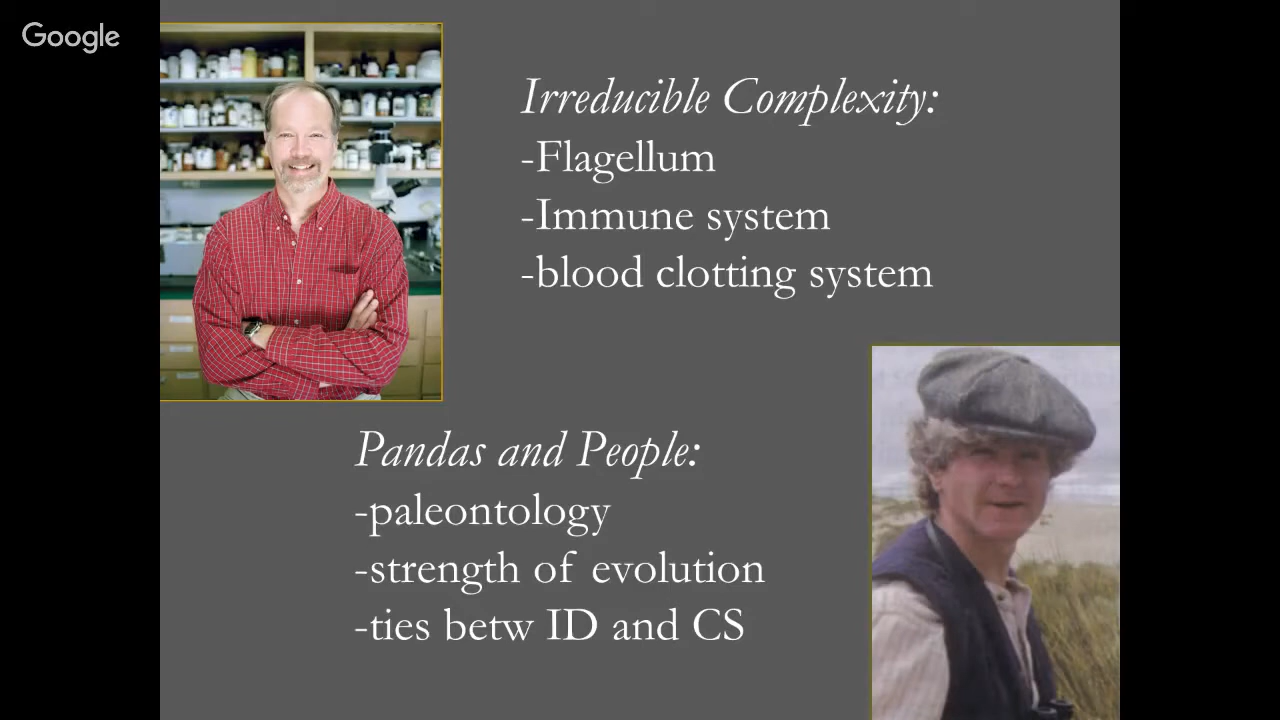 Google
Irreducible Complexity:
-Flagellum
-Immune system
-blood clotting system
Pandas and People:
-paleontology
-strength of evolution
-ties betw ID and CS